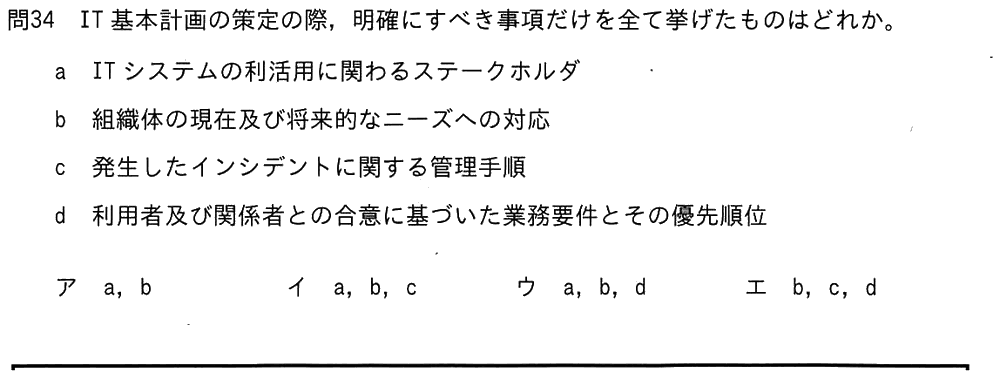 問34 IT 基本計画の策定の際，明確にすべき事項だけを全て挙げたものはどれか。
a IT システムの利活用に関わるステークホルダ
b 組織体の現在及び将来的なニーズへの対応
c 発生したインシデントに関する管理手順
d 利用者及び関係者との合意に基づいた業務要件とその優先順位
ア a，b イ a，b，c ウ a，b，d エ b，c，d